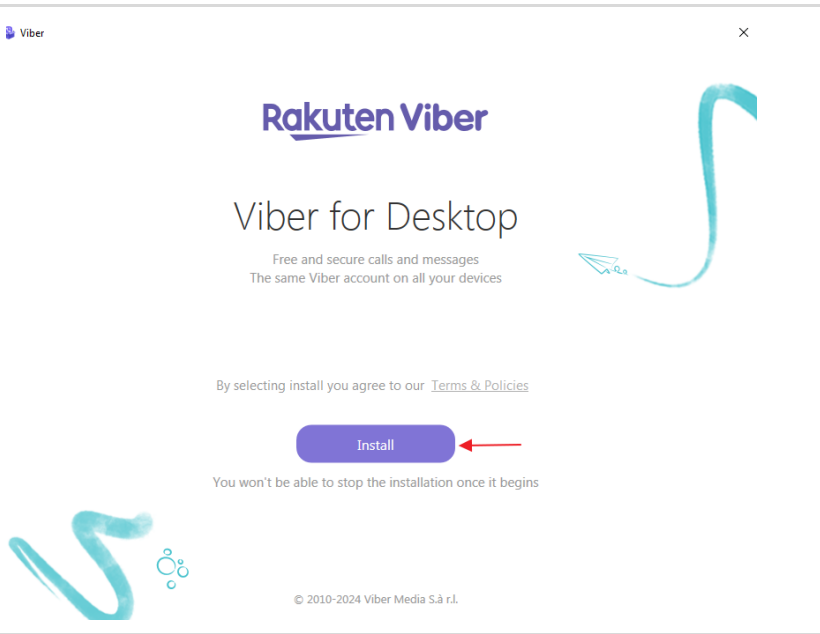 Viber
Rakuten Viber
Viber for Desktop
Free and secure calls and messages
The same Viber account on all your devices
By selecting install you agree to our Terms & Policies
Install
You won't be able to stop the installation once it begins
© 2010-2024 Viber Media S.à r.l.